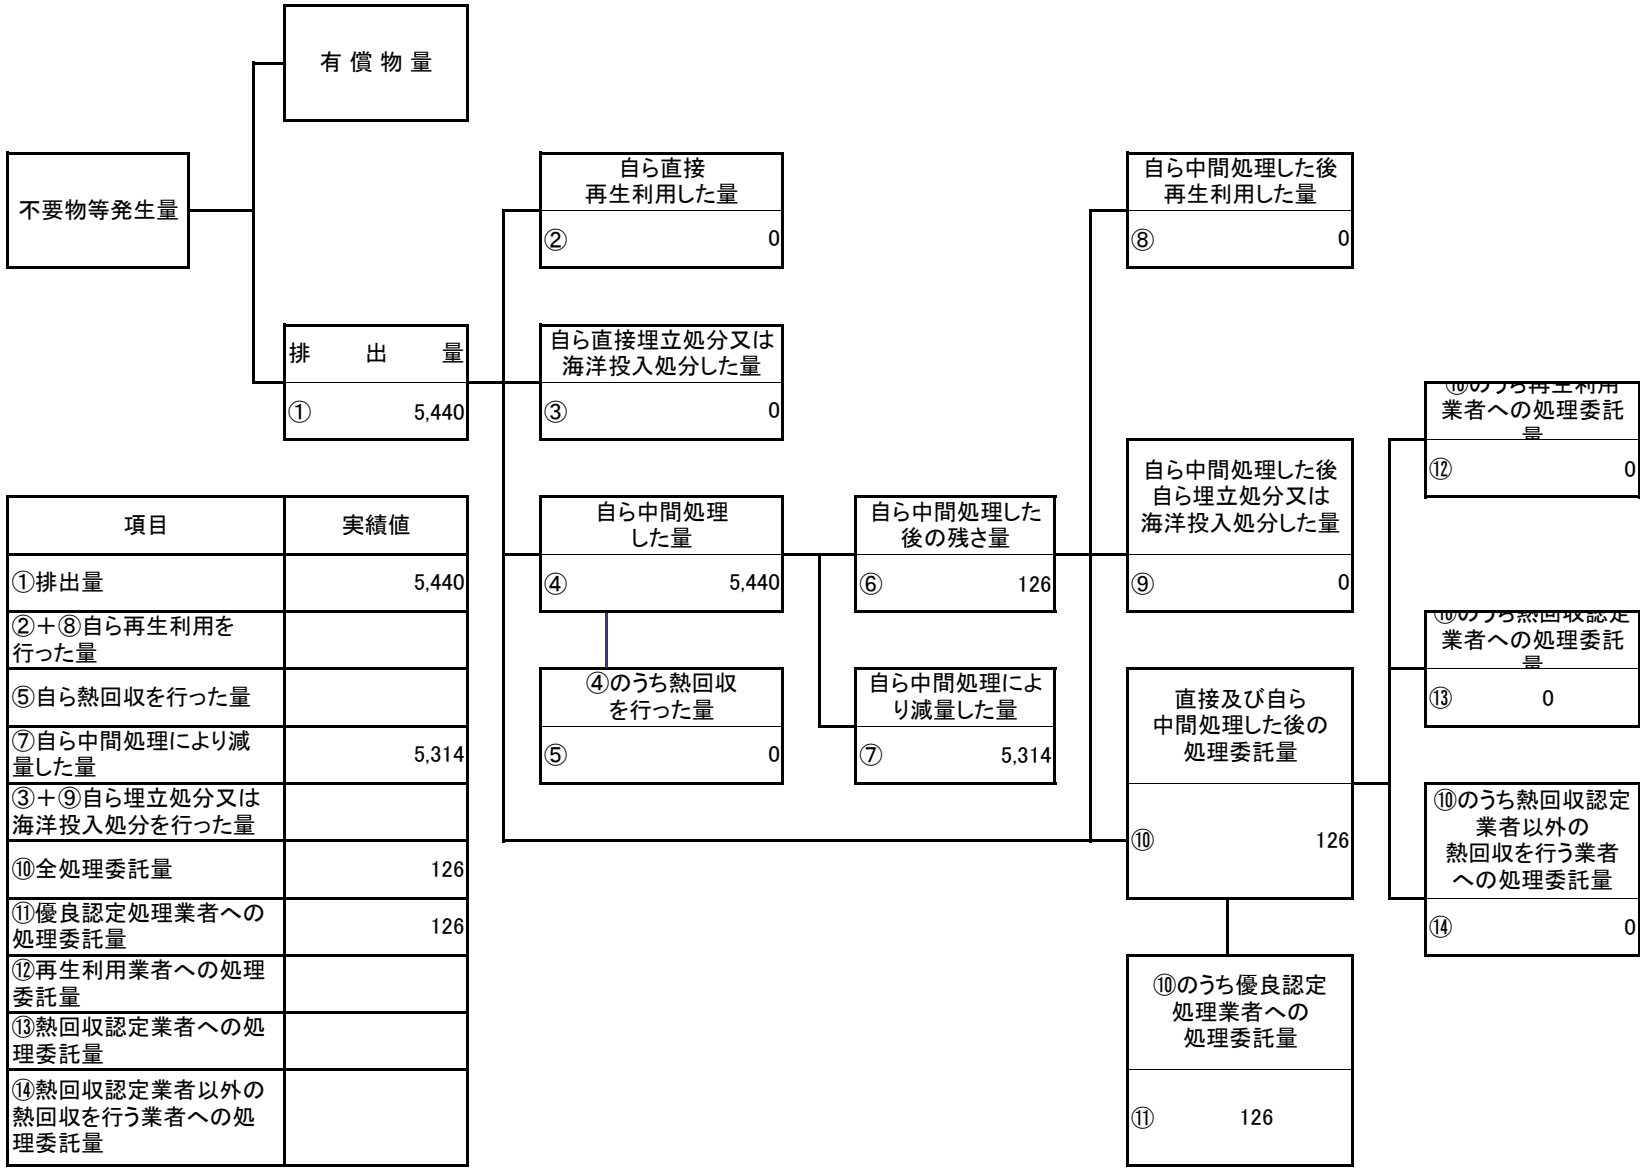 有 償 物 量
不要物等発生量
自ら直接
再生利用した量
② 0
自ら中間処理した後
再生利用した量
⑧ 0
排 出 量
① 5,440
自ら直接埋立処分又は
海洋投入処分した量
③ 0
⑩のうち再生利用
業者への処理委託
量
⑫ 0
自ら中間処理
した量
④ 5,440
自ら中間処理した
後の残さ量
⑥ 126
自ら中間処理した後
自ら埋立処分又は
海洋投入処分した量
⑨ 0
⑩のうち熱回収認定
業者への処理委託
量
⑬ 0
④のうち熱回収
を行った量
⑤ 0
自ら中間処理によ
り減量した量
⑦ 5,314
直接及び自ら
中間処理した後の
処理委託量
⑩ 126
⑩のうち熱回収認定
業者以外の
熱回収を行う業者
への処理委託量
⑭ 0
⑩のうち優良認定
処理業者への
処理委託量
⑪ 126
項目 実績値
①排出量 5,440
②+⑧自ら再生利用を
行った量
⑤自ら熱回収を行った量
⑦自ら中間処理により減
量した量 5,314
③+⑨自ら埋立処分又は
海洋投入処分を行った量
⑩全処理委託量 126
⑪優良認定処理業者への
処理委託量 126
⑫再生利用業者への処理
委託量
⑬熱回収認定業者への処
理委託量
⑭熱回収認定業者以外の
熱回収を行う業者への処
理委託量